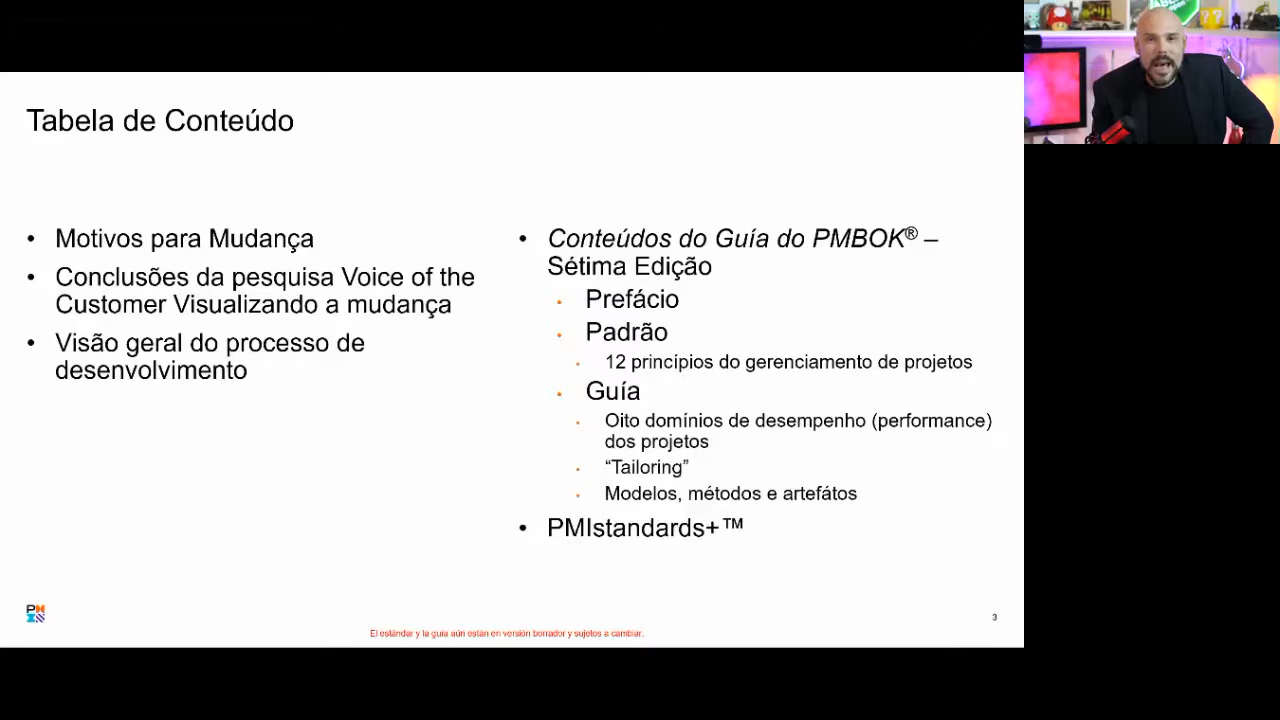 Tabela de Conteúdo
• Motivos para Mudança
• Conclusões da pesquisa Voice of the
Customer Visualizando a mudança
• Visão geral do processo de
desenvolvimento
• Conteúdos do Guía do PMBOK® –
Sétima Edição
• Prefácio
• Padrão
• 12 princípios do gerenciamento de projetos
• Guía
• Oito domínios de desempenho (performance)
dos projetos
• “Tailoring”
• Modelos, métodos e artefátos
• PMIstandards+™
El estándar y la guía aún están en versión borrador y sujetos a cambiar.
3